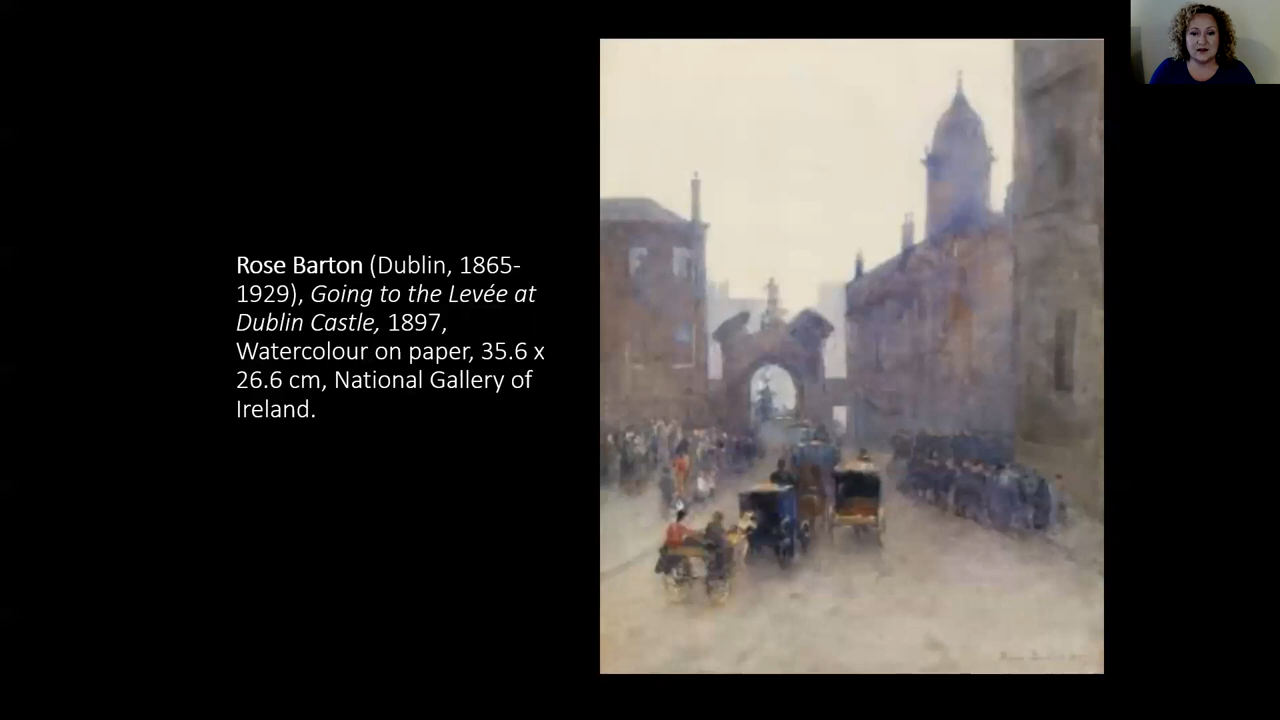 Rose Barton (Dublin, 1865-
1929), Going to the Levée at
Dublin Castle, 1897,
Watercolour on paper, 35.6 x
26.6 cm, National Gallery of
Ireland.